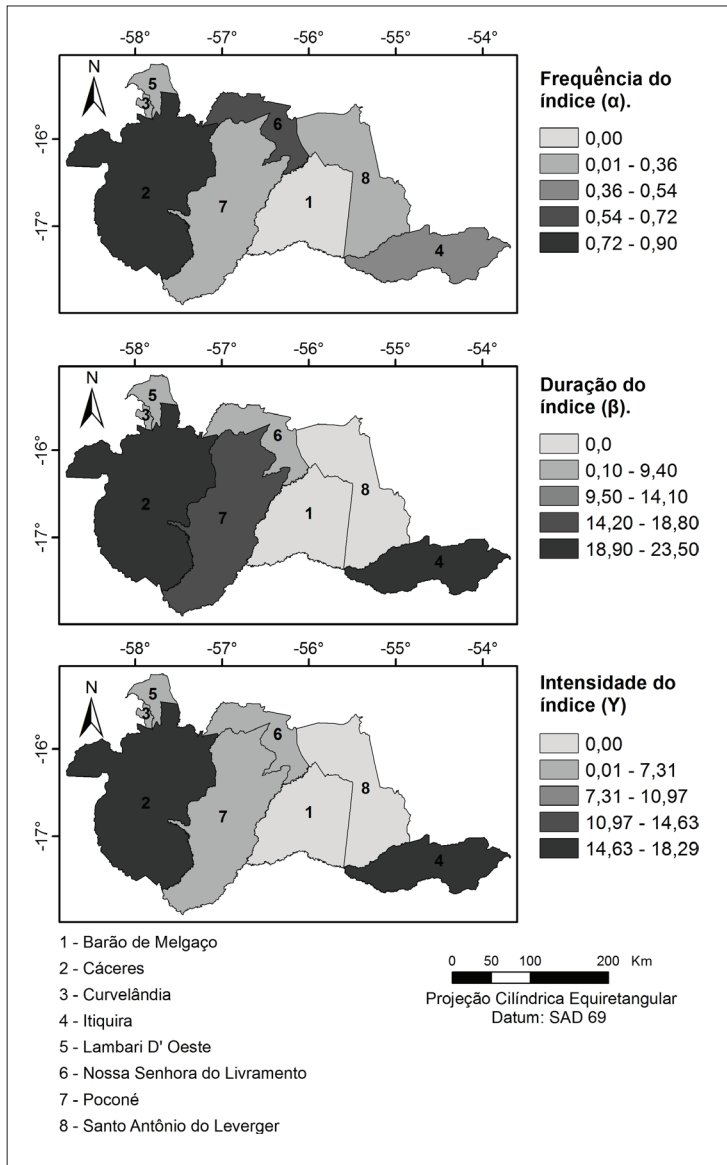 -58° -57° -56° -55° -54°
N
-16°
-17°
5
3
6
2
8
7
1
4
Frequência do
índice (α).
0,00
0,01 - 0,36
0,36 - 0,54
0,54 - 0,72
0,72 - 0,90
-58° -57° -56° -55° -54°
N
-16°
-17°
5
3
6
2
8
7
1
4
Duração do
índice (β).
0,0
0,10 - 9,40
9,50 - 14,10
14,20 - 18,80
18,90 - 23,50
-58° -57° -56° -55° -54°
N
-16°
-17°
5
3
6
2
8
7
1
4
Intensidade do
índice (Y)
0,00
0,01 - 7,31
7,31 - 10,97
10,97 - 14,63
14,63 - 18,29
1 - Barão de Melgaço
2 - Cáceres
3 - Curvelândia
4 - Itiquira
5 - Lambari D' Oeste
6 - Nossa Senhora do Livramento
7 - Poconé
8 - Santo Antônio do Leverger
0 50 100 200 Km
Projeção Cilíndrica Equiretangular
Datum: SAD 69